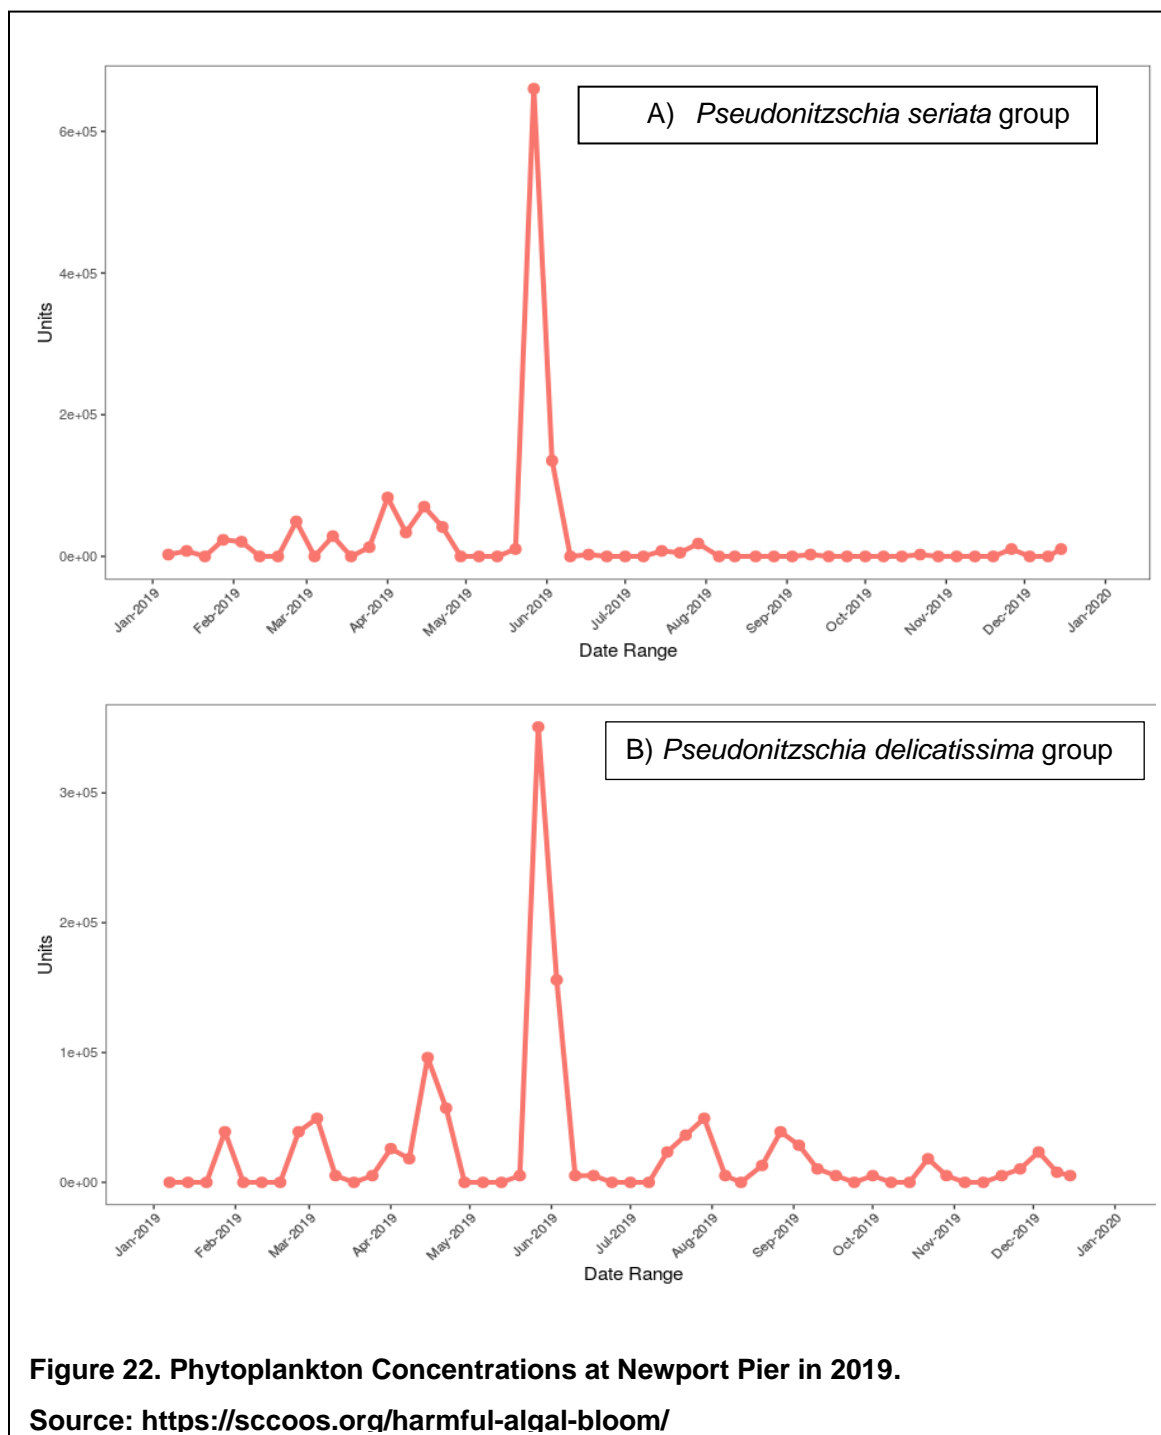 A) Pseudonitzschia seriata group
6e+05
4e+05
2e+05
0e+00
Units
Jan-2019
Feb-2019
Mar-2019
Apr-2019
May-2019
Jun-2019
Jul-2019
Aug-2019
Sep-2019
Oct-2019
Nov-2019
Dec-2019
Jan-2020
Date Range
B) Pseudonitzschia delicatissima group
3e+05
2e+05
1e+05
0e+00
Units
Jan-2019
Feb-2019
Mar-2019
Apr-2019
May-2019
Jun-2019
Jul-2019
Aug-2019
Sep-2019
Oct-2019
Nov-2019
Dec-2019
Jan-2020
Date Range
Figure 22. Phytoplankton Concentrations at Newport Pier in 2019.
Source: https://sccoos.org/harmful-algal-bloom/